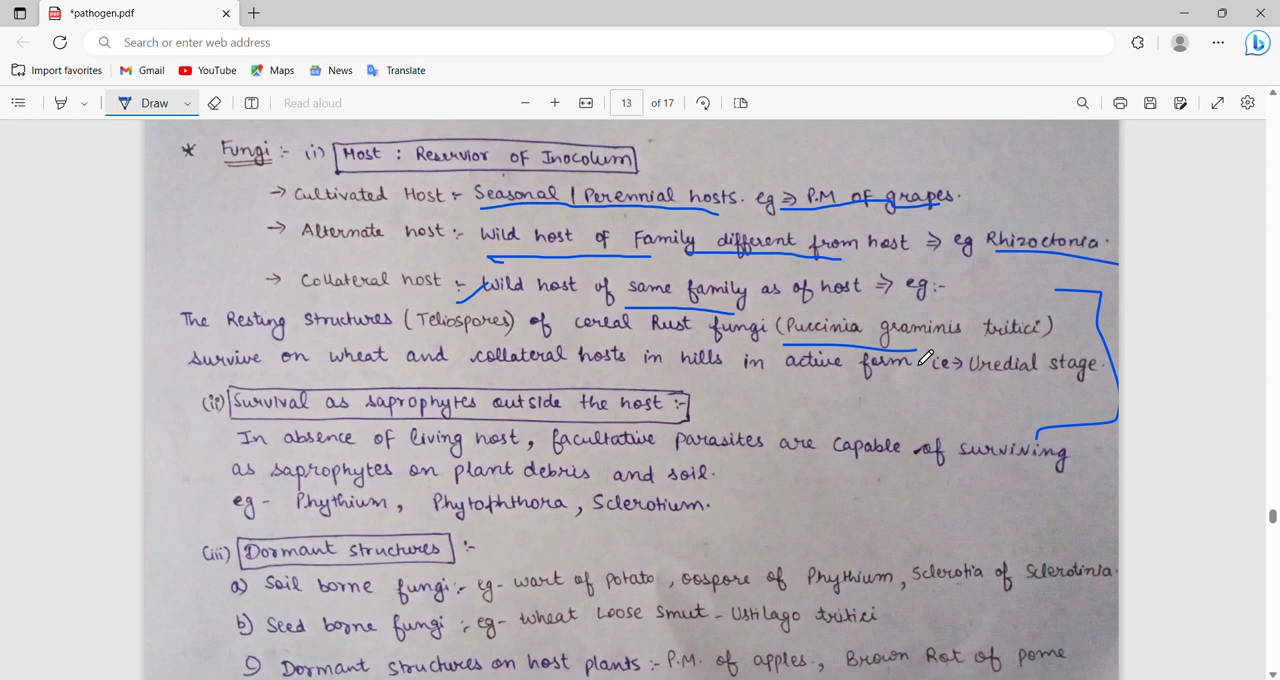 *pathogen.pdf
Search or enter web address
Import favorites Gmail YouTube Maps News Translate
Draw Read aloud 13 of 17
* Fungi :- (i) Host : Reservior of Inocolum
→ Cultivated Host :- Seasonal / Perennial hosts. eg ⇒ P.M of grapes.
→ Alternate host :- Wild host of Family different from host ⇒ eg Rhizoctonia.
→ Collateral host :- Wild host of same family as of host ⇒ eg:-
The Resting Structures (Teliospores) of cereal Rust fungi (Puccinia graminis tritici)
survive on wheat and collateral hosts in hills in active form ie→ Uredial stage.
(ii) Survival as saprophytes outside the host :-
In absence of living host, facultative parasites are capable of surviving
as saprophytes on plant debris and soil.
eg - Phythium, Phytophthora, Sclerotium.
(iii) Dormant structures :-
a) Soil borne fungi :- eg - wart of potato, oospore of Phythium, Sclerotia of Sclerotinia.
b) Seed borne fungi :- eg - wheat Loose Smut - Ustilago tritici
c) Dormant structures on host plants :- P.M. of apples., Brown Rot of pome